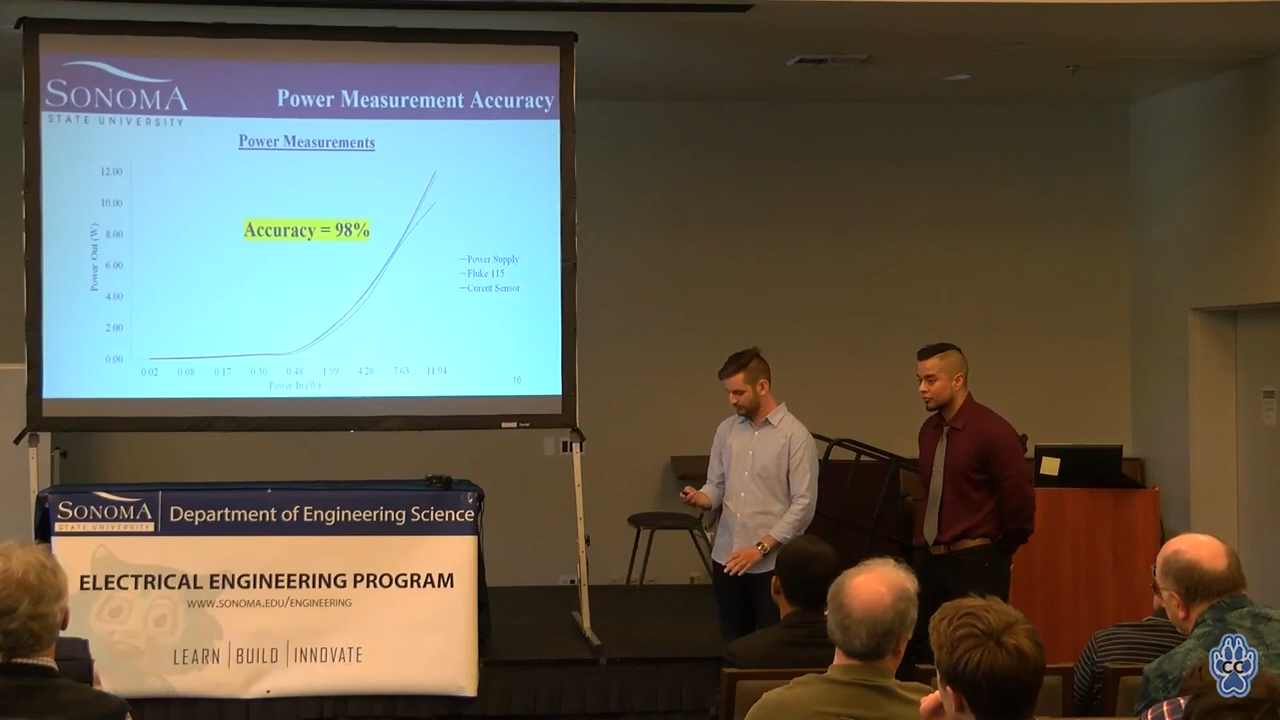 SONOMA
STATE UNIVERSITY
Power Measurement Accuracy
Power Measurements
12.00
10.00
8.00
6.00
4.00
2.00
0.00
Power Out (W)
Accuracy = 98%
Power Supply
Fluke 115
Curent Sensor
0.02 0.08 0.17 0.30 0.48 1.99 4.28 7.63 11.94
Power In (W)
16
SONOMA
STATE UNIVERSITY
Department of Engineering Science
ELECTRICAL ENGINEERING PROGRAM
WWW.SONOMA.EDU/ENGINEERING
LEARN | BUILD | INNOVATE
CC